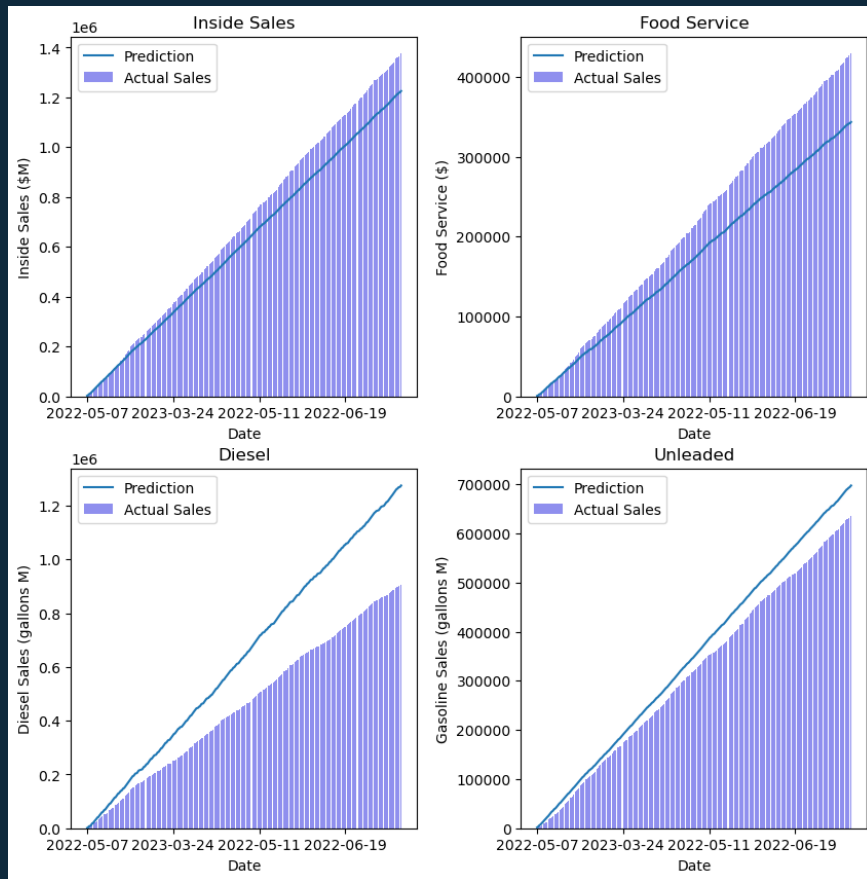 Inside Sales
1e6
Prediction
Actual Sales
Inside Sales ($M)
1.4
1.2
1.0
0.8
0.6
0.4
0.2
0.0
2022-05-07 2023-03-24 2022-05-11 2022-06-19
Date
Food Service
Prediction
Actual Sales
Food Service ($)
400000
300000
200000
100000
0
2022-05-07 2023-03-24 2022-05-11 2022-06-19
Date
Diesel
1e6
Prediction
Actual Sales
Diesel Sales (gallons M)
1.2
1.0
0.8
0.6
0.4
0.2
0.0
2022-05-07 2023-03-24 2022-05-11 2022-06-19
Date
Unleaded
Prediction
Actual Sales
Gasoline Sales (gallons M)
700000
600000
500000
400000
300000
200000
100000
0
2022-05-07 2023-03-24 2022-05-11 2022-06-19
Date